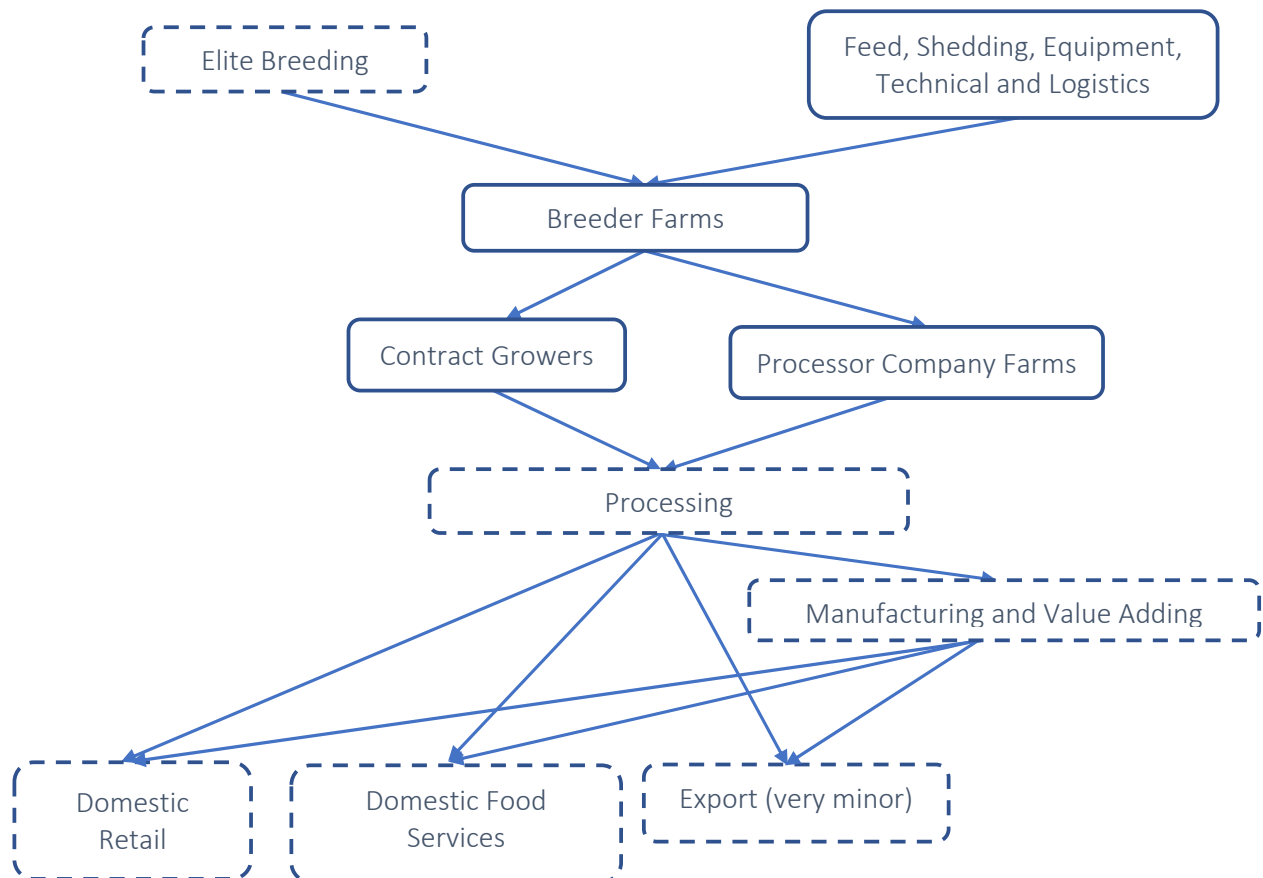 Elite Breeding
Feed, Shedding, Equipment,
Technical and Logistics
Breeder Farms
Contract Growers
Processor Company Farms
Processing
Manufacturing and Value Adding
Domestic
Retail
Domestic Food
Services
Export (very minor)